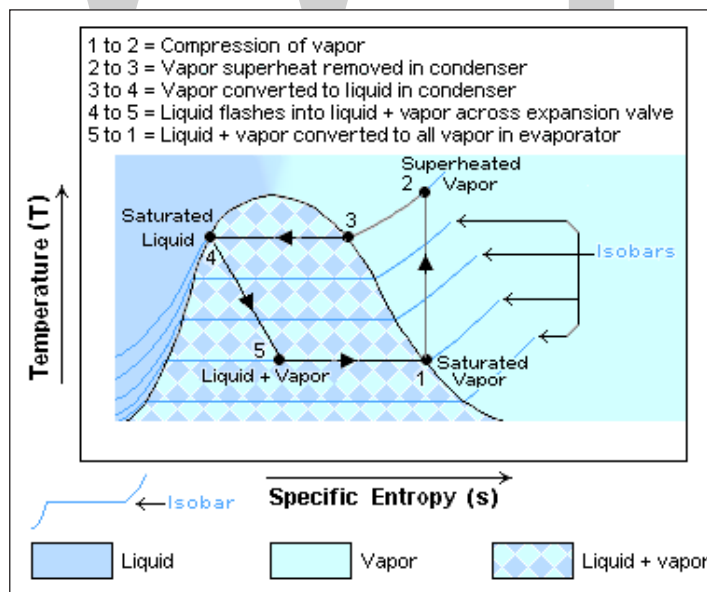 1 to 2 = Compression of vapor
2 to 3 = Vapor superheat removed in condenser
3 to 4 = Vapor converted to liquid in condenser
4 to 5 = Liquid flashes into liquid + vapor across expansion valve
5 to 1 = Liquid + vapor converted to all vapor in evaporator
Superheated
2 Vapor
Saturated
Liquid
3
4
Isobars
5
Liquid + Vapor
1
Saturated
Vapor
Temperature (T)
Isobar
Specific Entropy (s)
Liquid
Vapor
Liquid + vapor